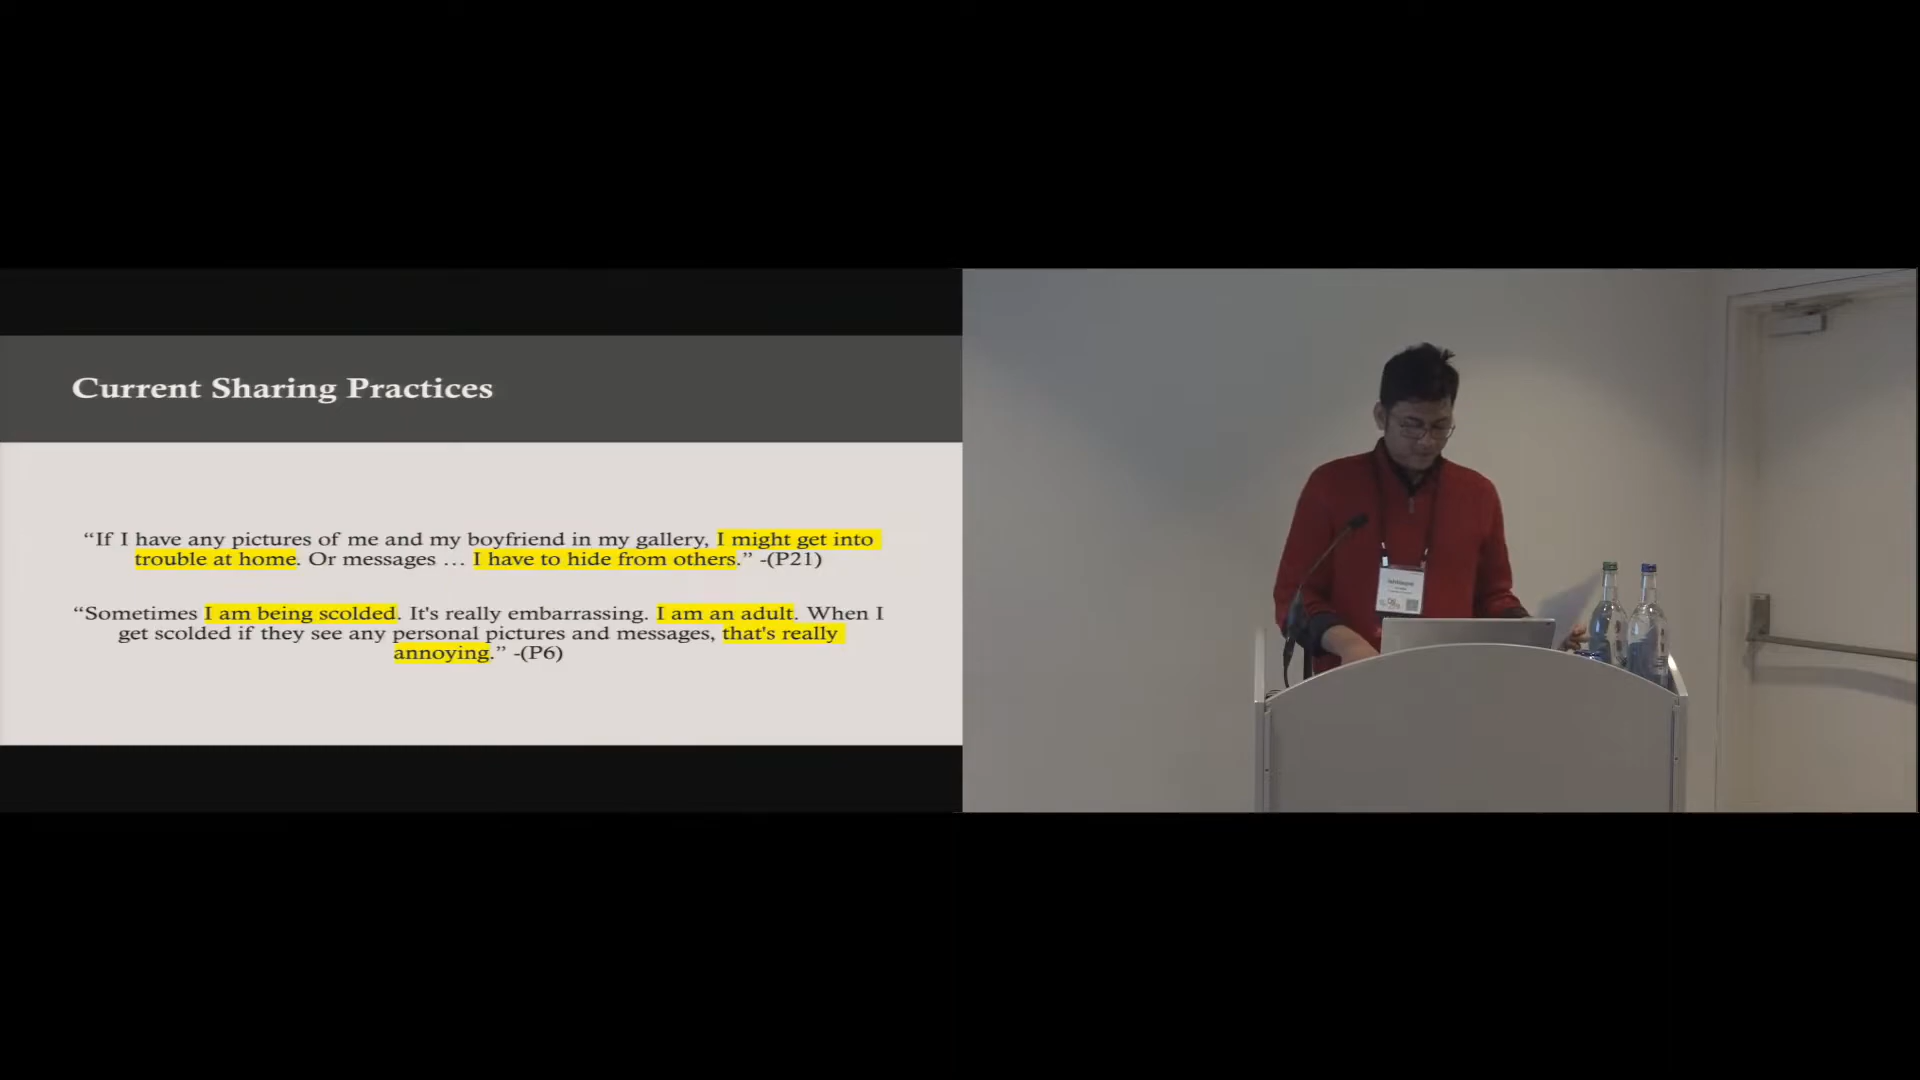 Current Sharing Practices
“If I have any pictures of me and my boyfriend in my gallery, I might get into
trouble at home. Or messages … I have to hide from others.” -(P21)
“Sometimes I am being scolded. It's really embarrassing. I am an adult. When I
get scolded if they see any personal pictures and messages, that's really
annoying.” -(P6)